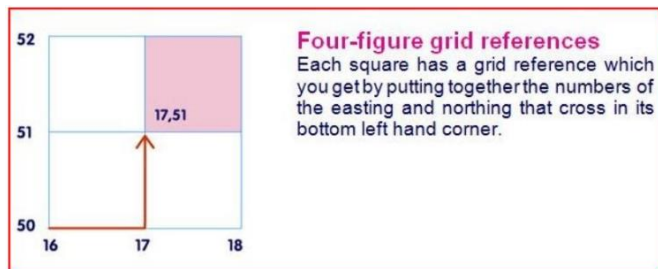 52
Four-figure grid references
Each square has a grid reference which
you get by putting together the numbers of
the easting and northing that cross in its
bottom left hand corner.
17,51
51
50
16 17 18